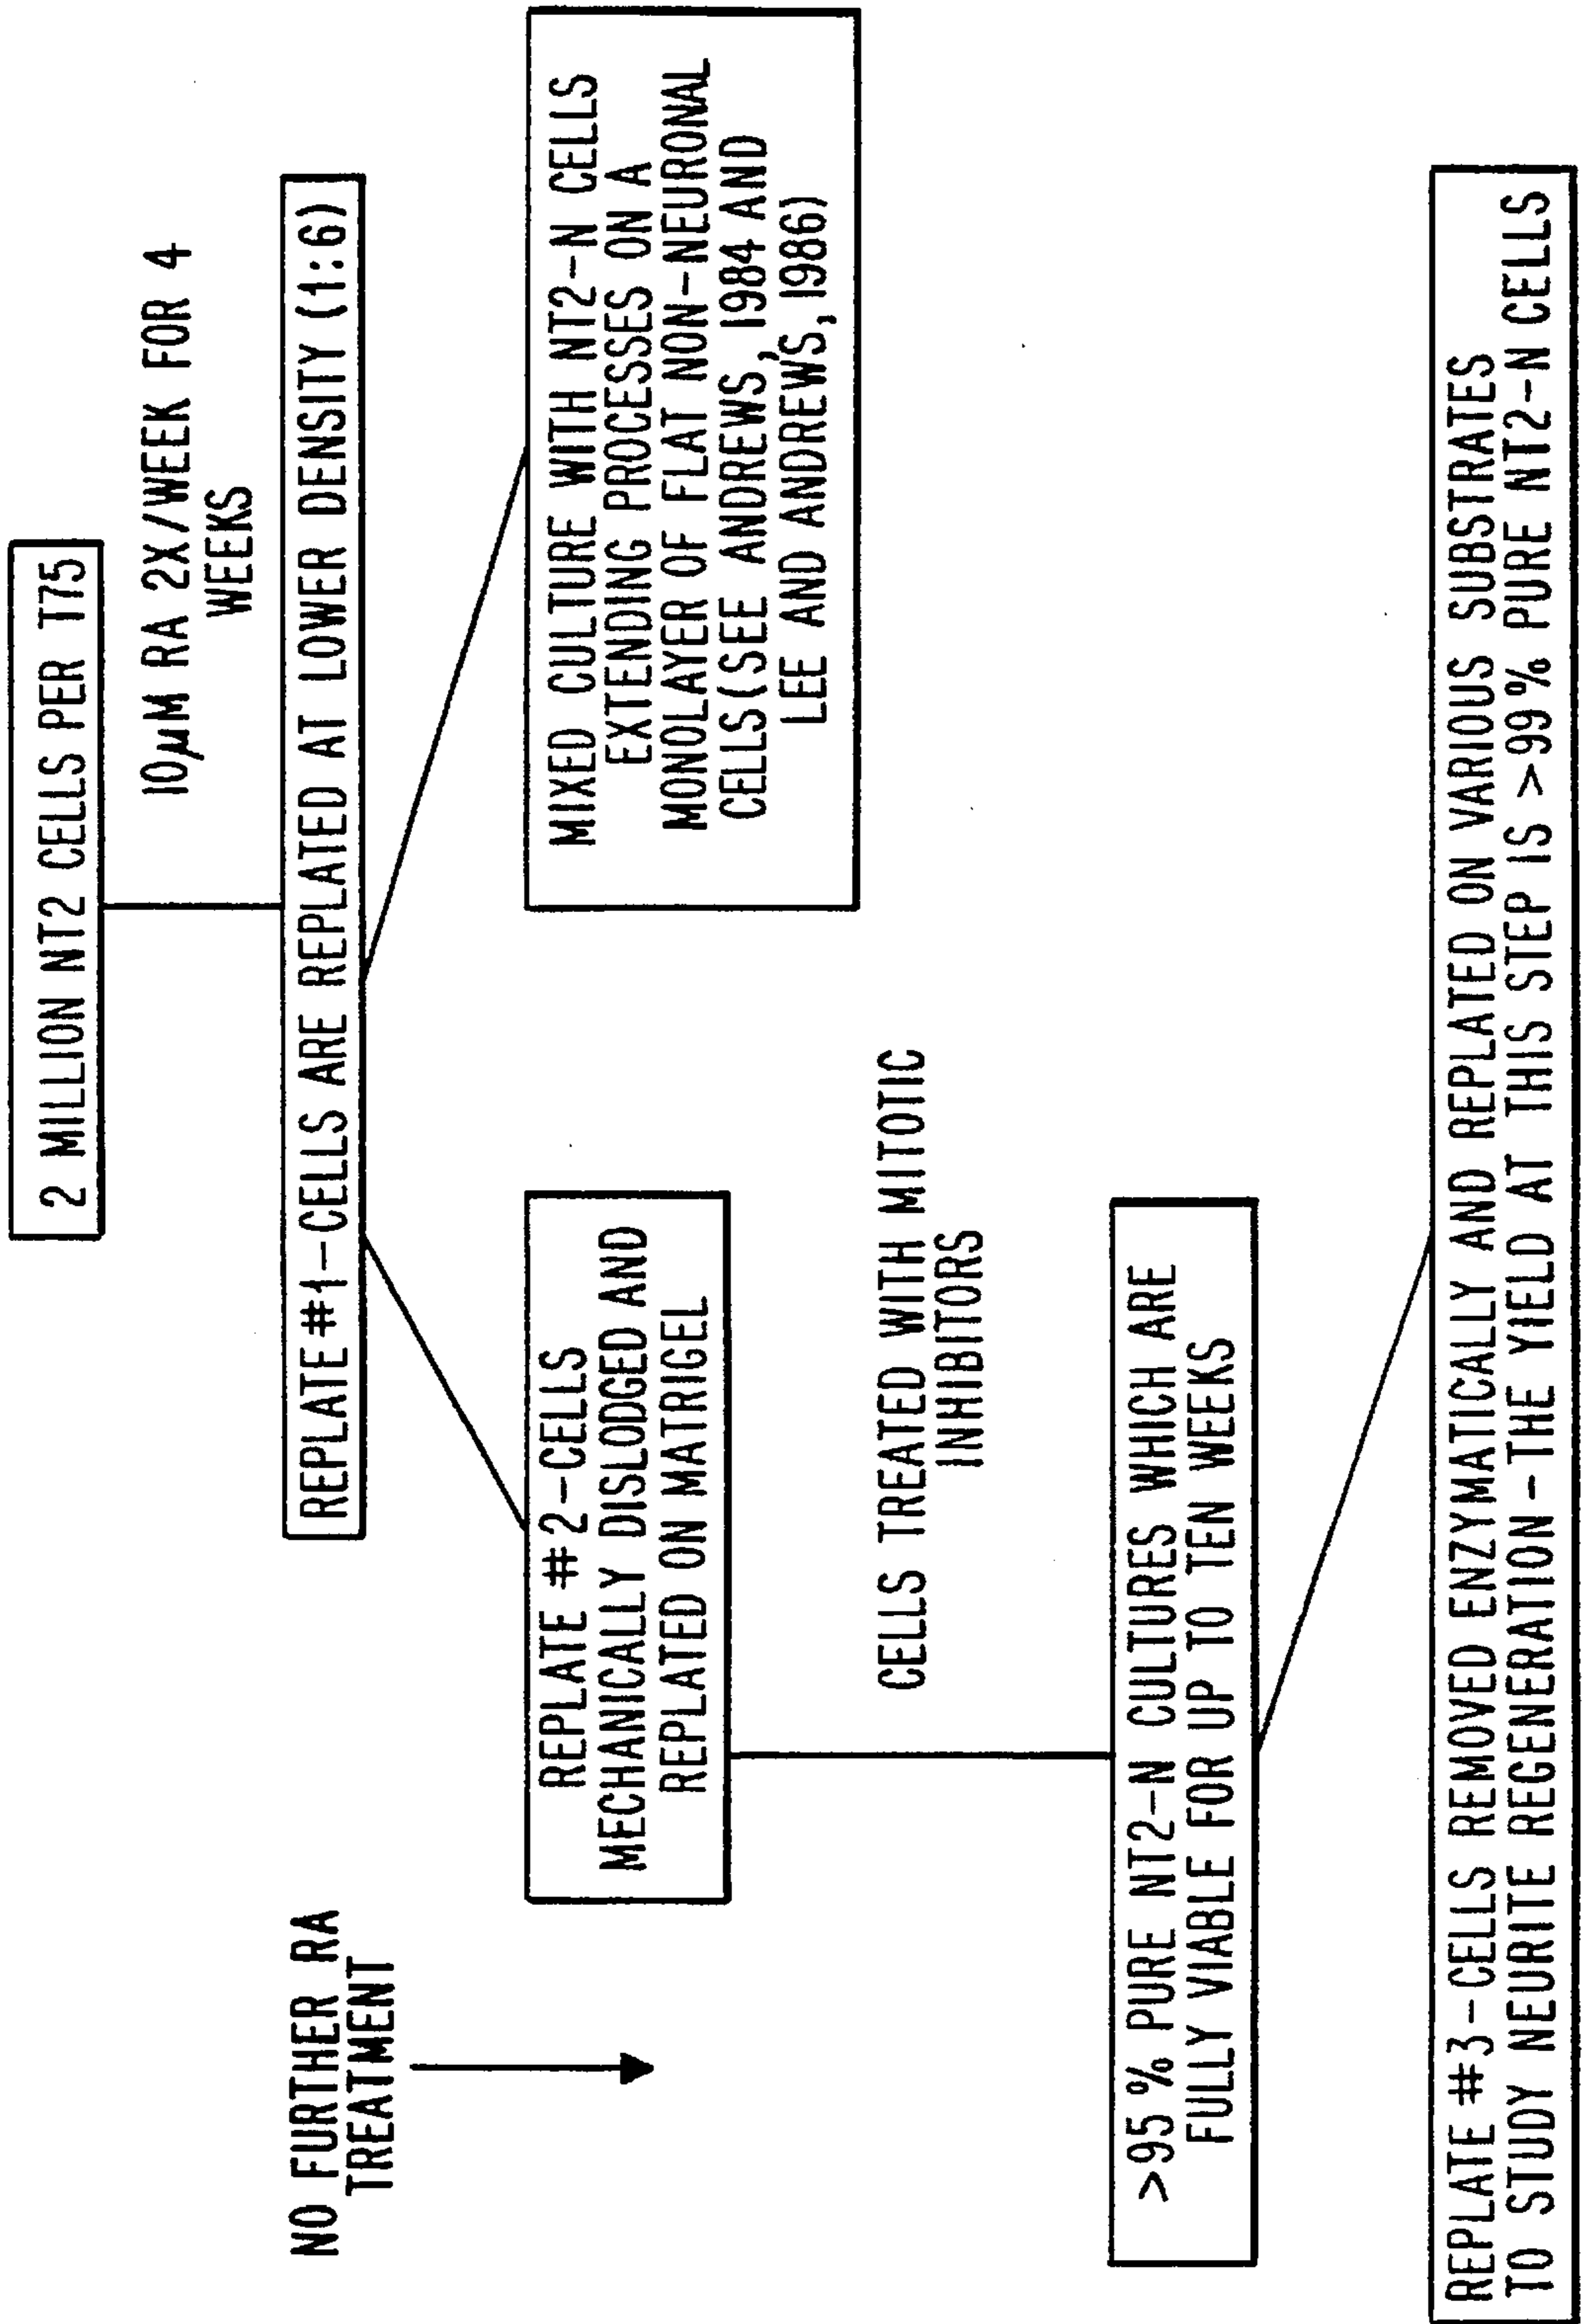 2 MILLION NT2 CELLS PER T75
10µM RA 2X/WEEK FOR 4
WEEKS
NO FURTHER RA
TREATMENT
REPLATE #1-CELLS ARE REPLATED AT LOWER DENSITY (1:6)
REPLATE #2-CELLS
MECHANICALLY DISLODGED AND
REPLATED ON MATRIGEL
MIXED CULTURE WITH NT2-N CELLS
EXTENDING PROCESSES ON A
MONOLAYER OF FLAT NON-NEURONAL
CELLS(SEE ANDREWS, 1984 AND
LEE AND ANDREWS, 1986)
CELLS TREATED WITH MITOTIC
INHIBITORS
>95% PURE NT2-N CULTURES WHICH ARE
FULLY VIABLE FOR UP TO TEN WEEKS
REPLATE #3-CELLS REMOVED ENZYMATICALLY AND REPLATED ON VARIOUS SUBSTRATES
TO STUDY NEURITE REGENERATION-THE YIELD AT THIS STEP IS >99% PURE NT2-N CELLS